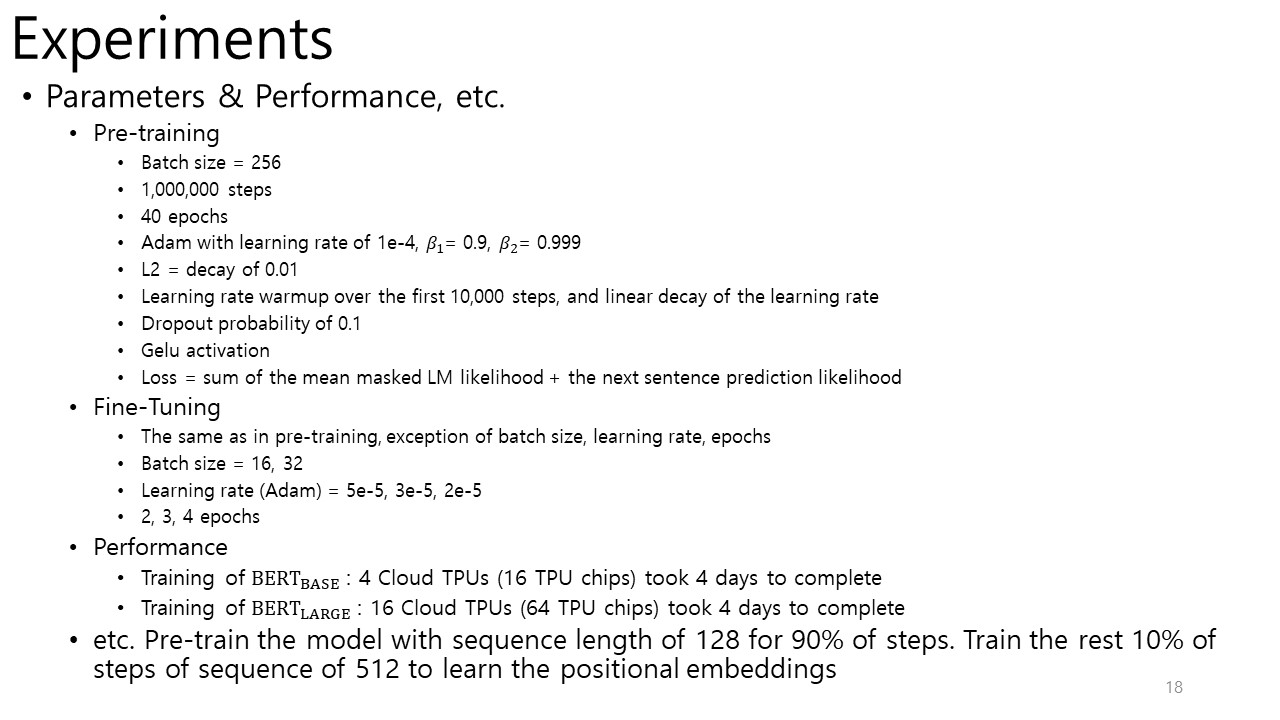 Experiments
• Parameters & Performance, etc.
• Pre-training
• Batch size = 256
• 1,000,000 steps
• 40 epochs
• Adam with learning rate of 1e-4, 𝛽₁= 0.9, 𝛽₂= 0.999
• L2 = decay of 0.01
• Learning rate warmup over the first 10,000 steps, and linear decay of the learning rate
• Dropout probability of 0.1
• Gelu activation
• Loss = sum of the mean masked LM likelihood + the next sentence prediction likelihood
• Fine-Tuning
• The same as in pre-training, exception of batch size, learning rate, epochs
• Batch size = 16, 32
• Learning rate (Adam) = 5e-5, 3e-5, 2e-5
• 2, 3, 4 epochs
• Performance
• Training of BERT_BASE : 4 Cloud TPUs (16 TPU chips) took 4 days to complete
• Training of BERT_LARGE : 16 Cloud TPUs (64 TPU chips) took 4 days to complete
• etc. Pre-train the model with sequence length of 128 for 90% of steps. Train the rest 10% of
steps of sequence of 512 to learn the positional embeddings
18